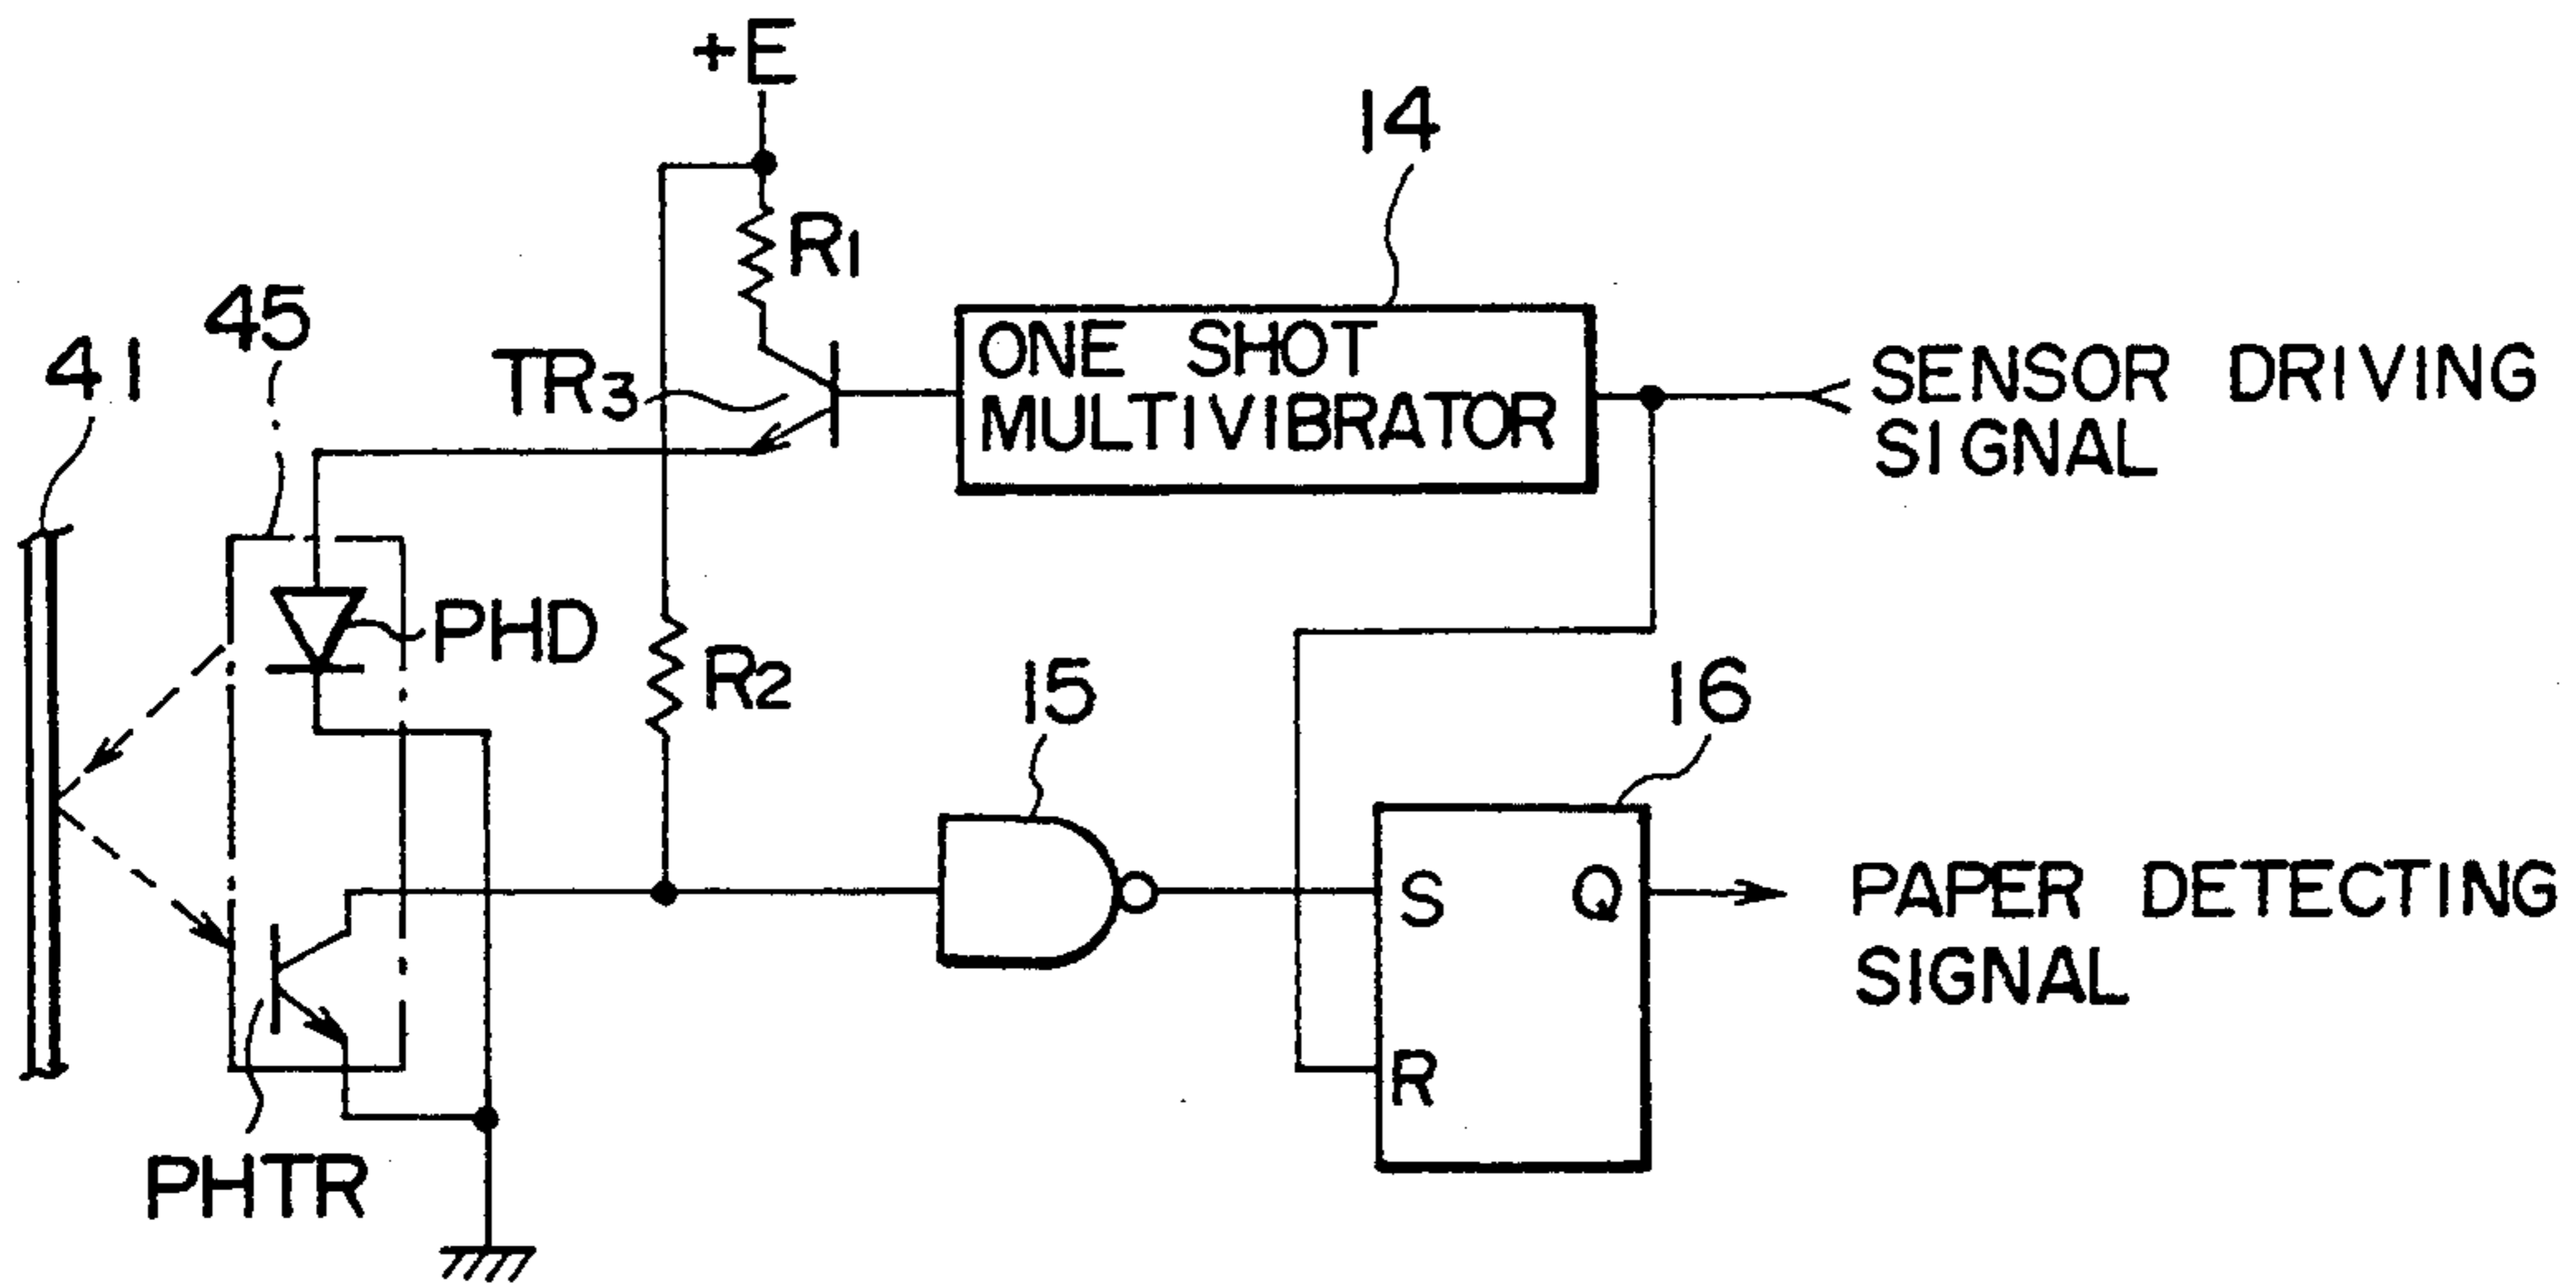 +E
14
R1
45
41
TR3
ONE SHOT
MULTIVIBRATOR
SENSOR DRIVING
SIGNAL
PHD
R2
15
16
S
Q
PAPER DETECTING
SIGNAL
R
PHTR